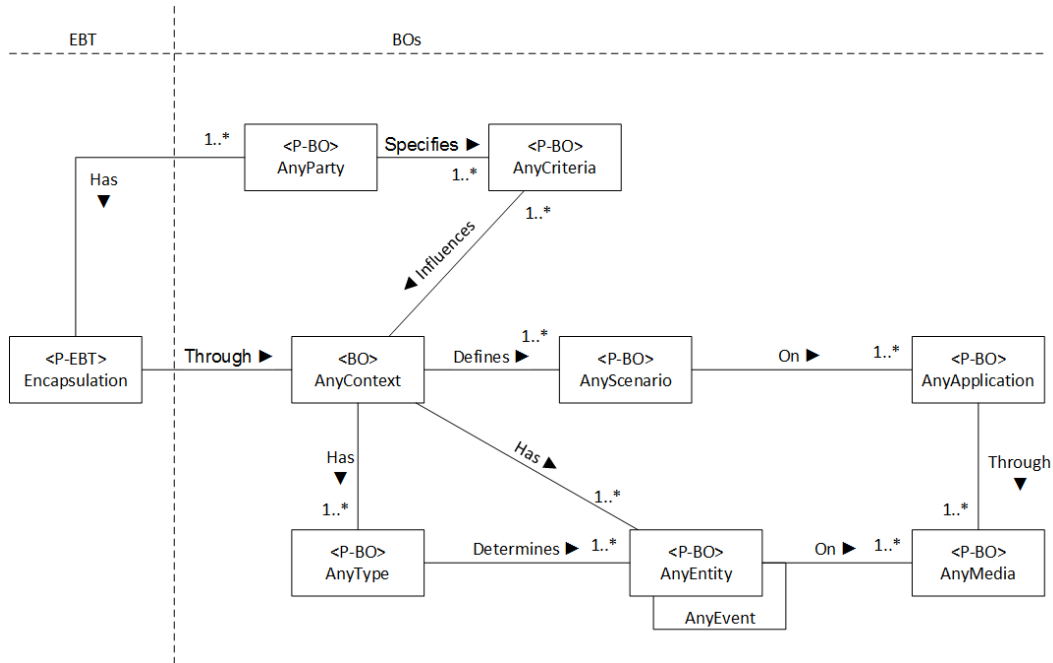 EBT
BOs
1..*
<P-BO>
AnyParty
Specifies ►
1..*
<P-BO>
AnyCriteria
Has
▼
1..*
◄ Influences
<P-EBT>
Encapsulation
Through ►
<BO>
AnyContext
Defines ►
1..*
<P-BO>
AnyScenario
On ►
1..*
<P-BO>
AnyApplication
Has
▼
Has ►
Through
▼
1..*
1..*
1..*
<P-BO>
AnyType
Determines ►
1..*
<P-BO>
AnyEntity
On ►
1..*
<P-BO>
AnyMedia
AnyEvent